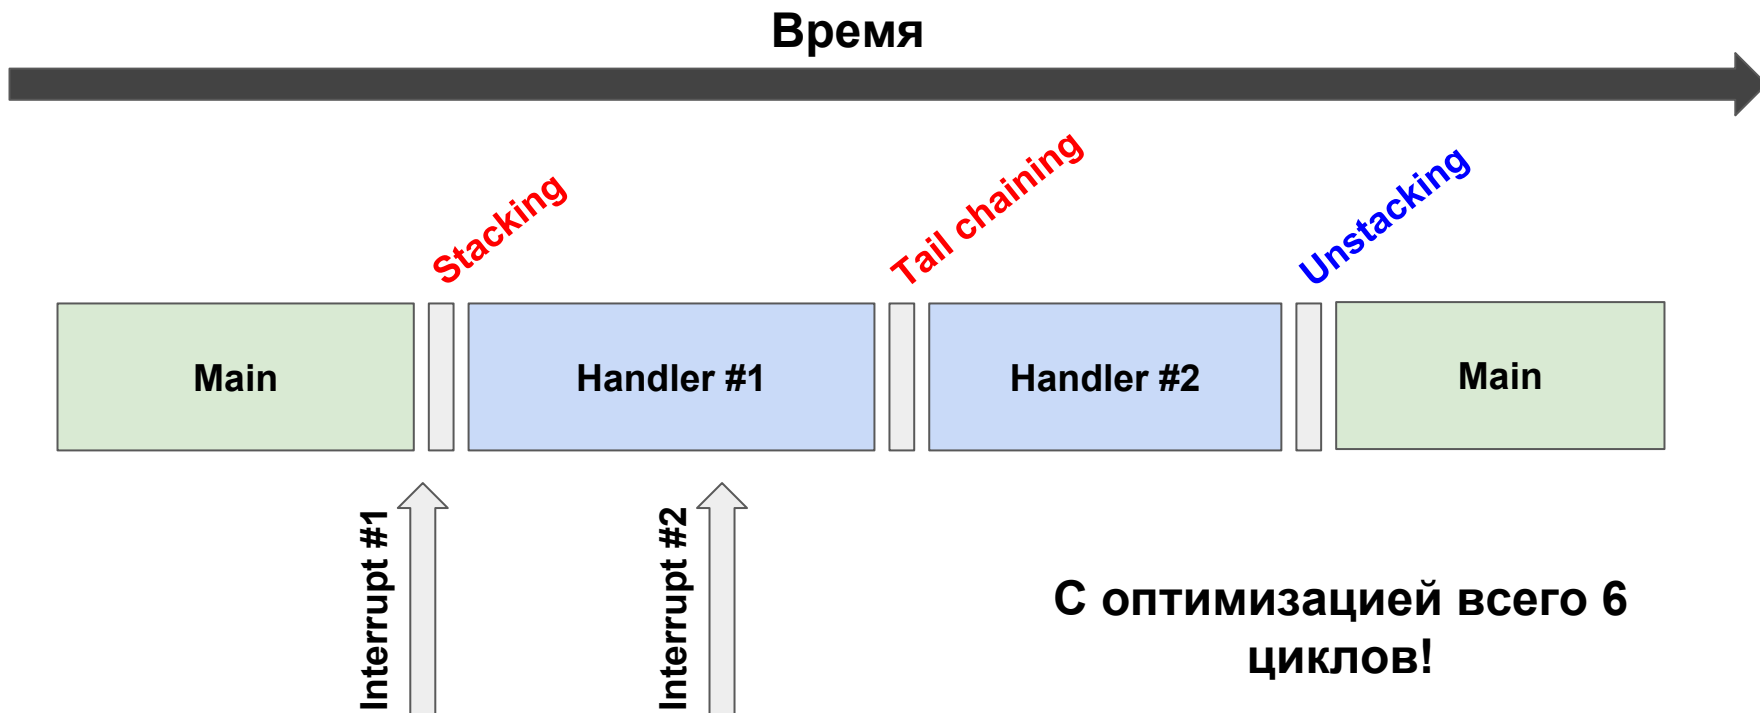 Время
Stacking
Tail chaining
Unstacking
Main
Handler #1
Handler #2
Main
Interrupt #1
Interrupt #2
С оптимизацией всего 6
циклов!